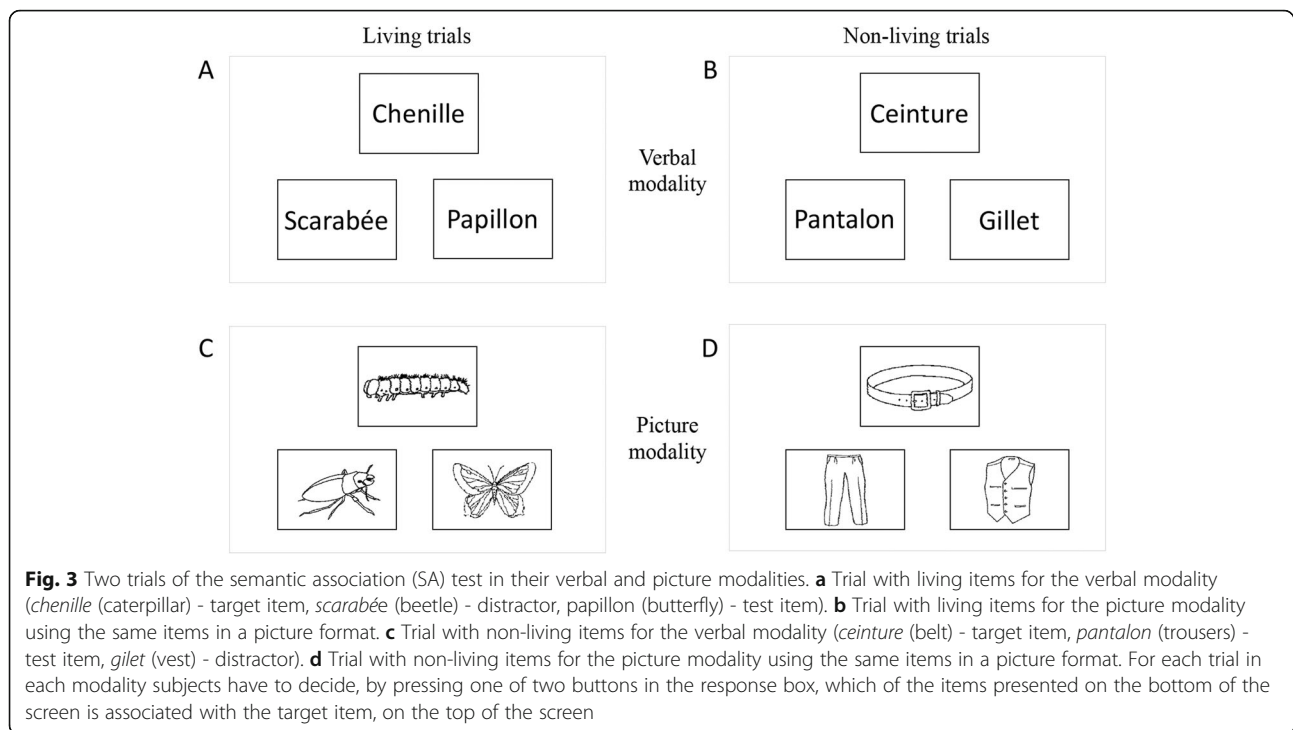 Living trials
Non-living trials
A
Chenille
Scarabée
Papillon
Verbal
modality
B
Ceinture
Pantalon
Gillet
C
Picture
modality
D
Fig. 3 Two trials of the semantic association (SA) test in their verbal and picture modalities. a Trial with living items for the verbal modality
(chenille (caterpillar) - target item, scarabée (beetle) - distractor, papillon (butterfly) - test item). b Trial with living items for the picture modality
using the same items in a picture format. c Trial with non-living items for the verbal modality (ceinture (belt) - target item, pantalon (trousers) -
test item, gilet (vest) - distractor). d Trial with non-living items for the picture modality using the same items in a picture format. For each trial in
each modality subjects have to decide, by pressing one of two buttons in the response box, which of the items presented on the bottom of the
screen is associated with the target item, on the top of the screen